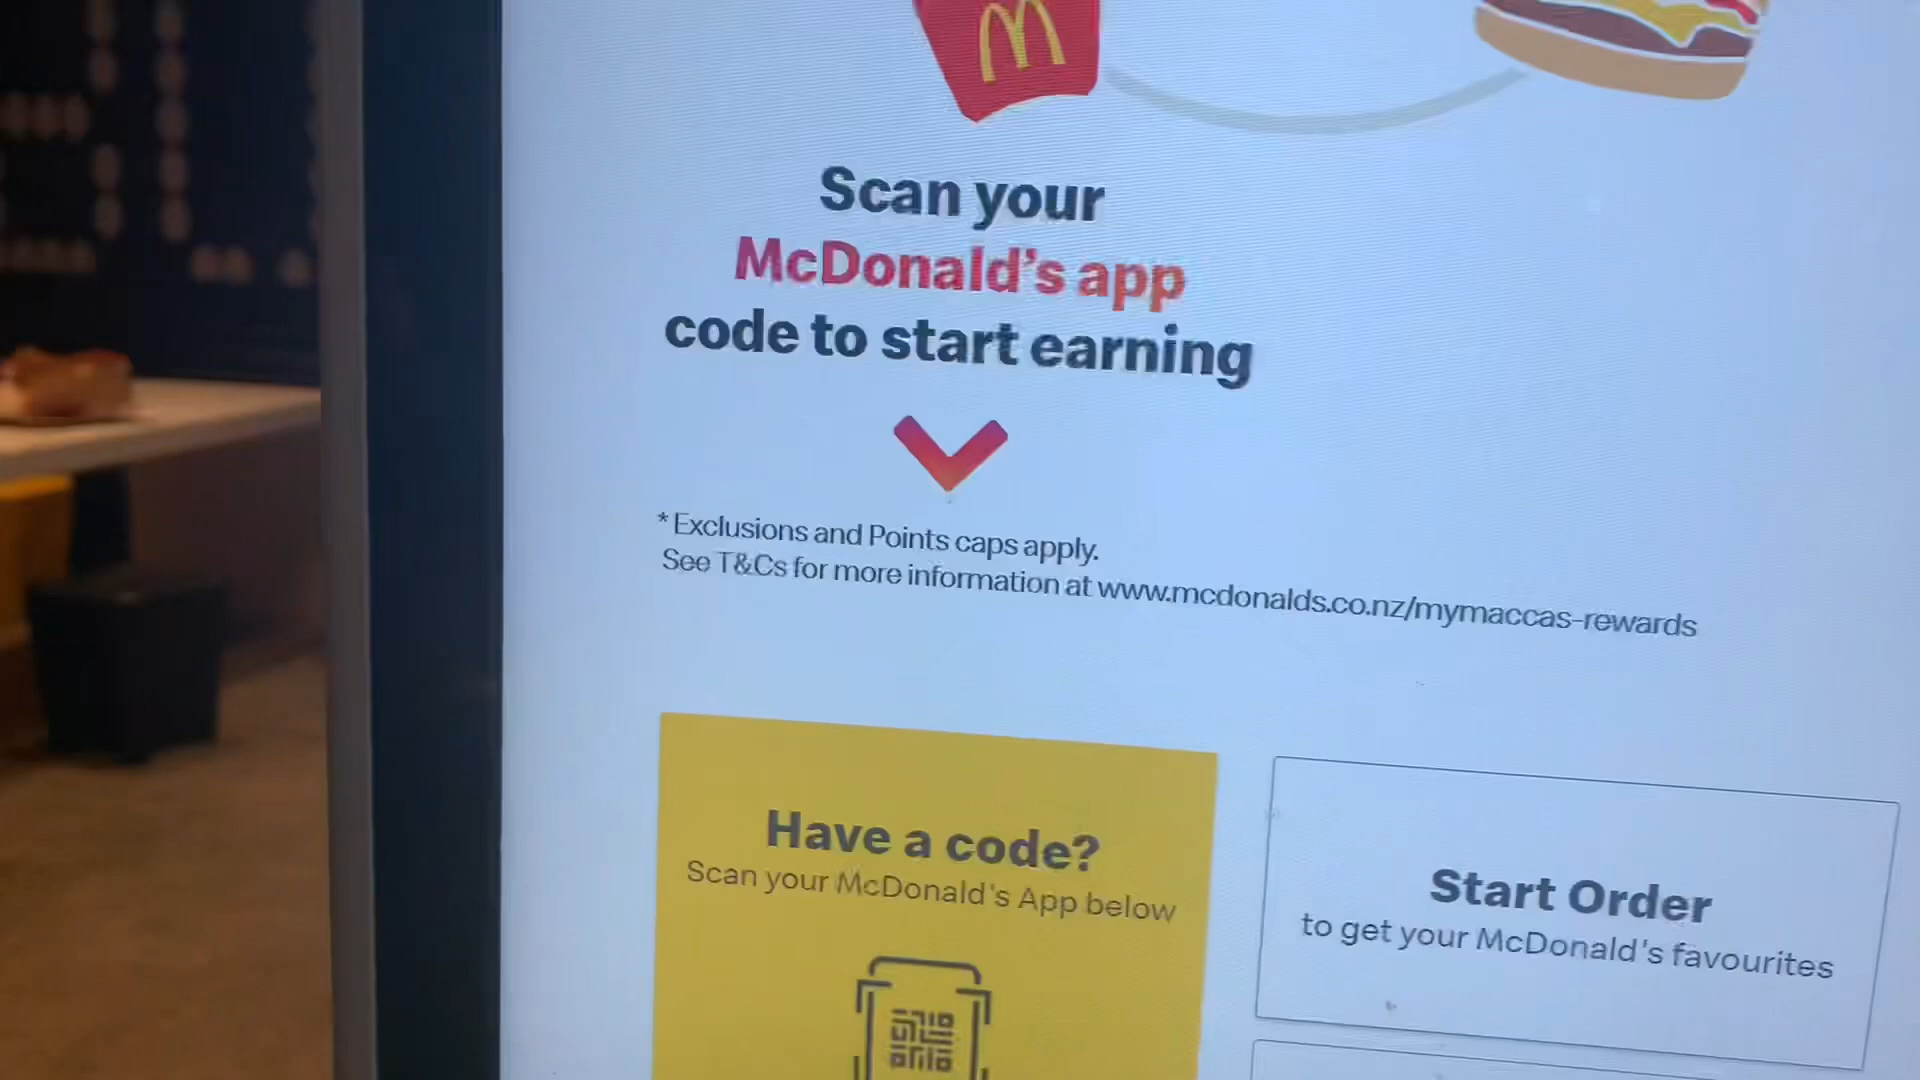 Scan your
McDonald's app
code to start earning
* Exclusions and Points caps apply.
See T&Cs for more information at www.mcdonalds.co.nz/mymaccas-rewards
Have a code?
Scan your McDonald's App below
Start Order
to get your McDonald's favourites